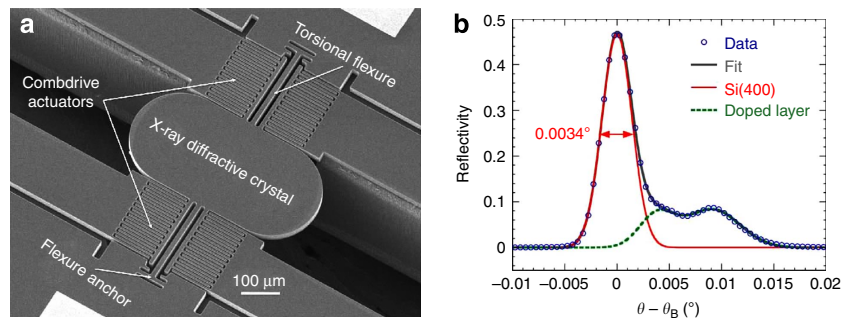 a
Torsional flexure
Combdrive
actuators
X-ray diffractive crystal
Flexure anchor
100 μm
b
Reflectivity
0.5
0.4
0.3
0.2
0.1
0
Data
Fit
Si(400)
Doped layer
0.0034°
–0.01 –0.005 0 0.005 0.01 0.015 0.02
θ – θB (°)